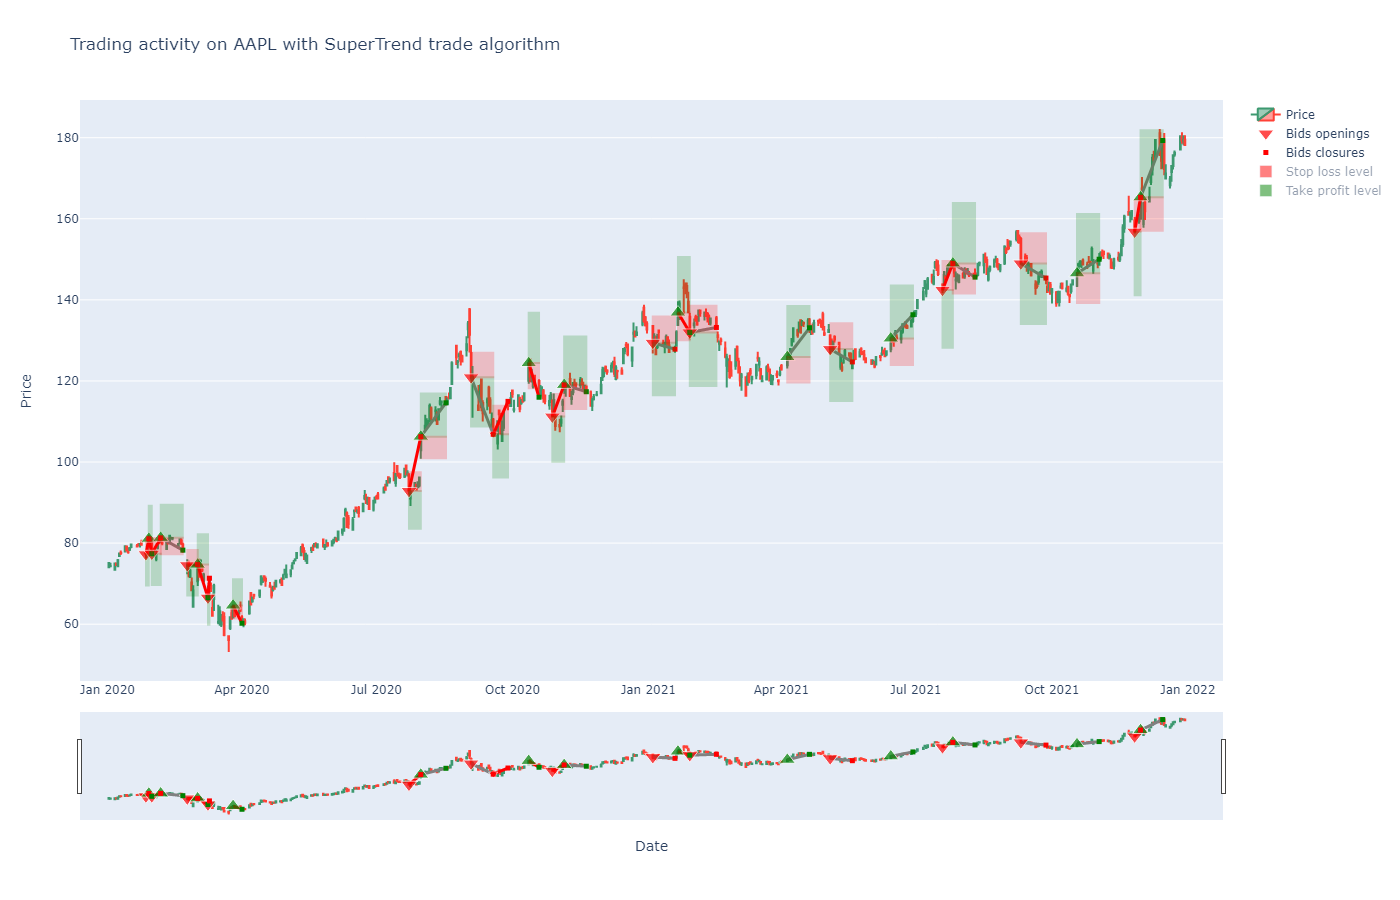 Trading activity on AAPL with SuperTrend trade algorithm
Price
Bids openings
Bids closures
Stop loss level
Take profit level
180
160
140
120
100
80
60
Price
Jan 2020
Apr 2020
Jul 2020
Oct 2020
Jan 2021
Apr 2021
Jul 2021
Oct 2021
Jan 2022
Date